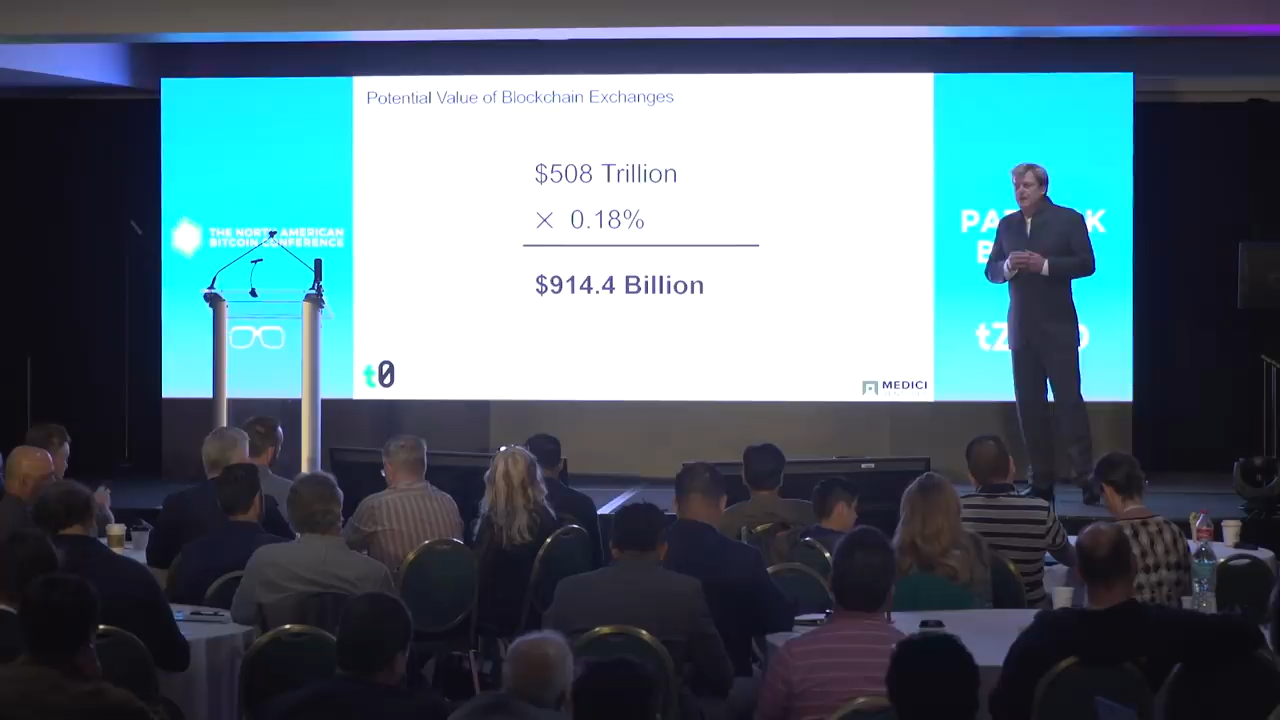 Potential Value of Blockchain Exchanges
$508 Trillion
× 0.18%
$914.4 Billion
THE NORTH AMERICAN
BITCOIN CONFERENCE
t0
MEDICI